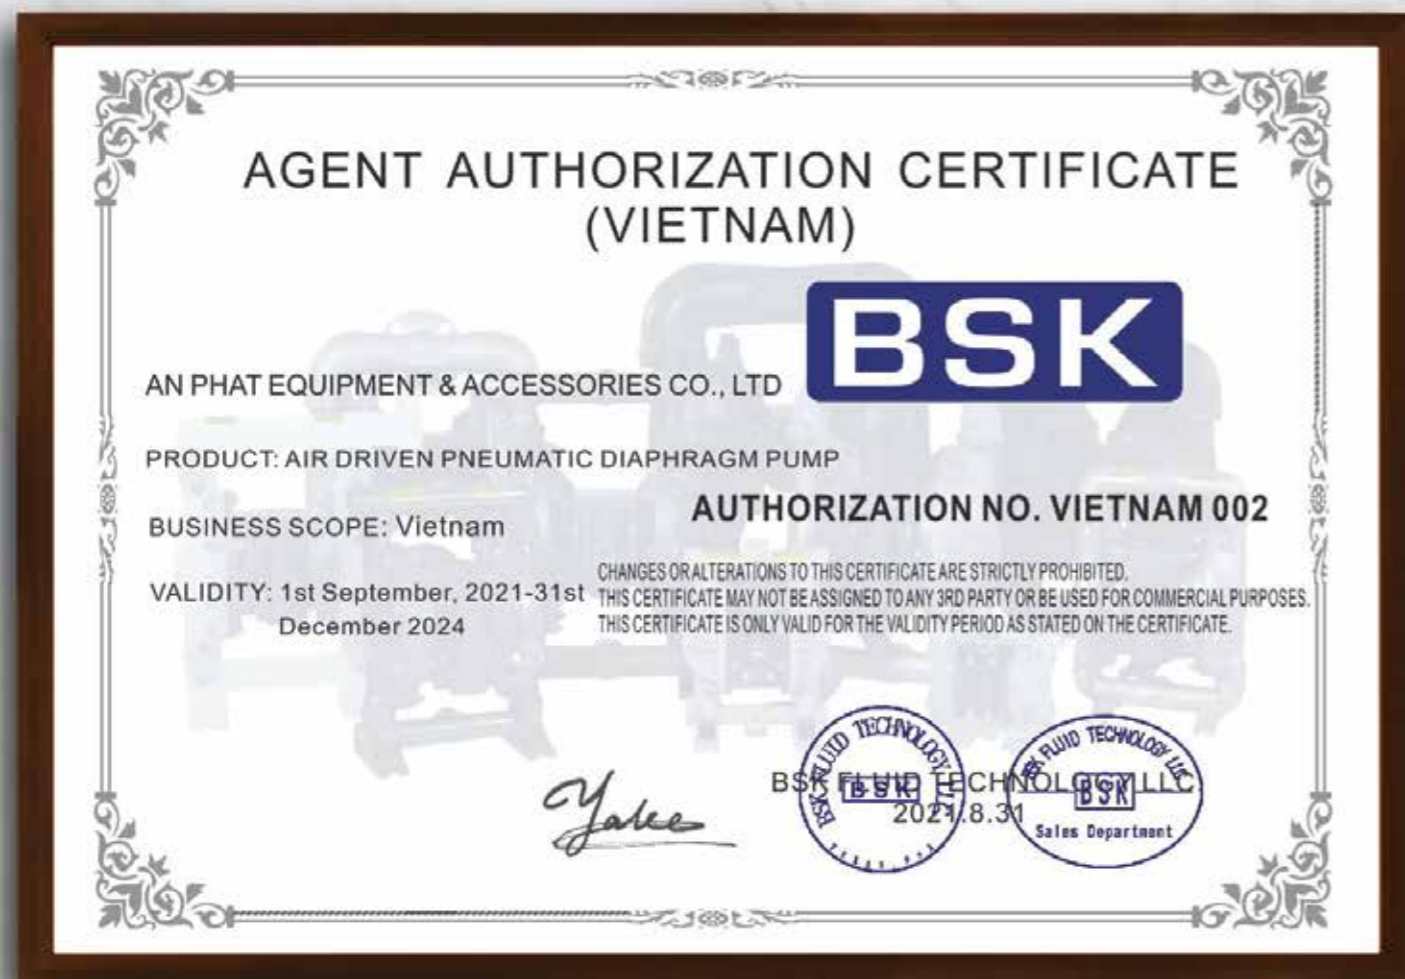 AGENT AUTHORIZATION CERTIFICATE
(VIETNAM)
BSK
AN PHAT EQUIPMENT & ACCESSORIES CO., LTD
PRODUCT: AIR DRIVEN PNEUMATIC DIAPHRAGM PUMP
AUTHORIZATION NO. VIETNAM 002
BUSINESS SCOPE: Vietnam
VALIDITY: 1st September, 2021-31st
December 2024
CHANGES OR ALTERATIONS TO THIS CERTIFICATE ARE STRICTLY PROHIBITED.
THIS CERTIFICATE MAY NOT BE ASSIGNED TO ANY 3RD PARTY OR BE USED FOR COMMERCIAL PURPOSES.
THIS CERTIFICATE IS ONLY VALID FOR THE VALIDITY PERIOD AS STATED ON THE CERTIFICATE.
Yakee
BSK FLUID TECHNOLOGY LLC
2021.8.31
BSK FLUID TECHNOLOGY LLC
BSK
BSK FLUID TECHNOLOGY LLC
BSK
Sales Department